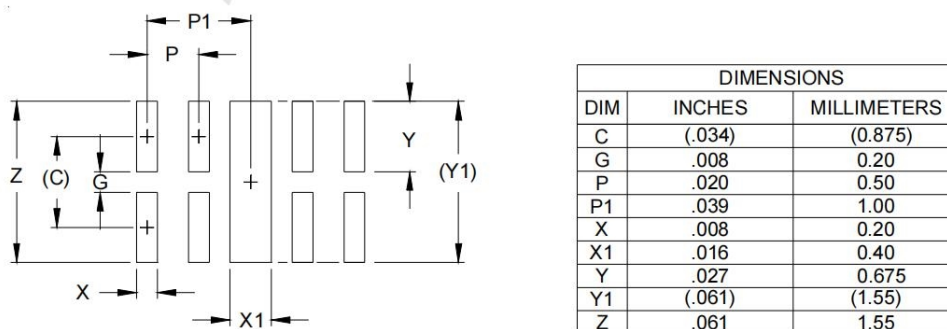 P1
P
Z
(C)
G
Y
(Y1)
X
X1
DIMENSIONS
DIM INCHES MILLIMETERS
C (.034) (0.875)
G .008 0.20
P .020 0.50
P1 .039 1.00
X .008 0.20
X1 .016 0.40
Y .027 0.675
Y1 (.061) (1.55)
Z .061 1.55